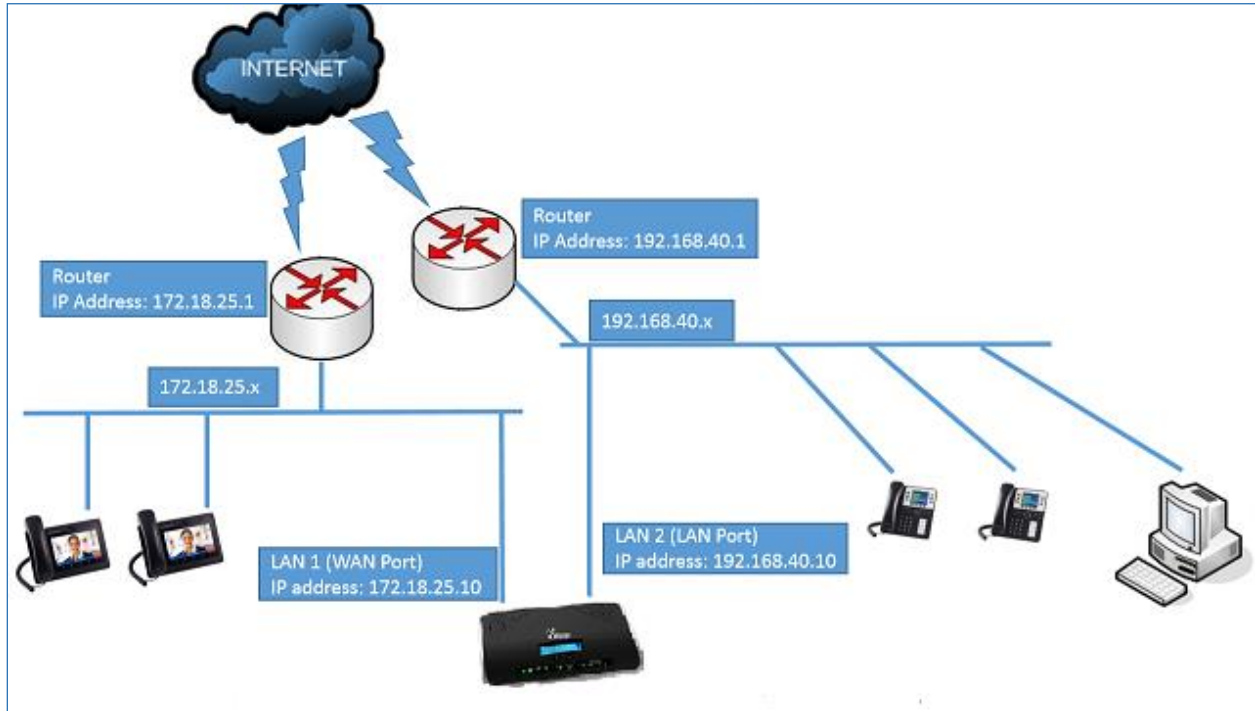 INTERNET
Router
IP Address: 192.168.40.1
Router
IP Address: 172.18.25.1
192.168.40.x
172.18.25.x
LAN 1 (WAN Port)
IP address: 172.18.25.10
LAN 2 (LAN Port)
IP address: 192.168.40.10